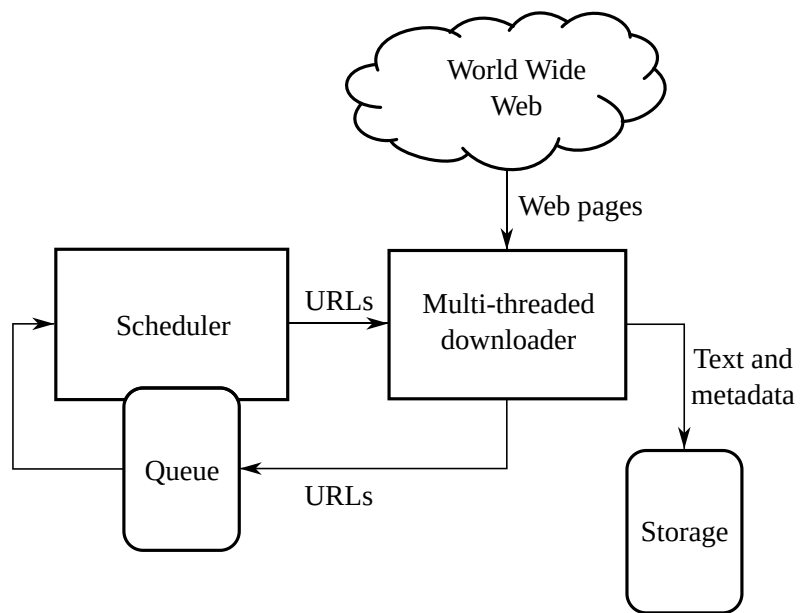 World Wide
Web
Web pages
Scheduler
URLs
Multi-threaded
downloader
Text and
metadata
Queue
URLs
Storage